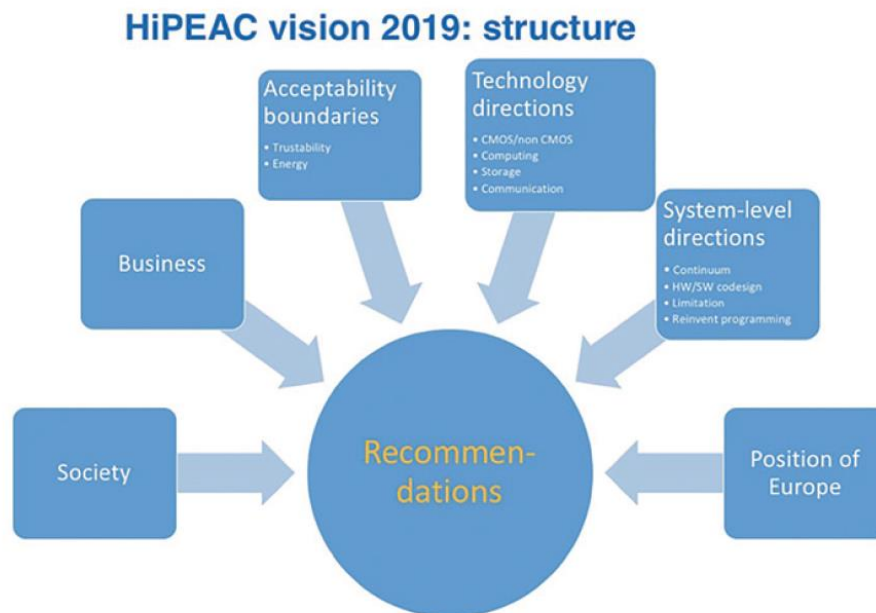 HiPEAC vision 2019: structure
Society
Business
Acceptability
boundaries
• Trustability
• Energy
Technology
directions
• CMOS/non CMOS
• Computing
• Storage
• Communication
System-level
directions
• Continuum
• HW/SW codesign
• Limitation
• Reinvent programming
Position of
Europe
Recommen-
dations